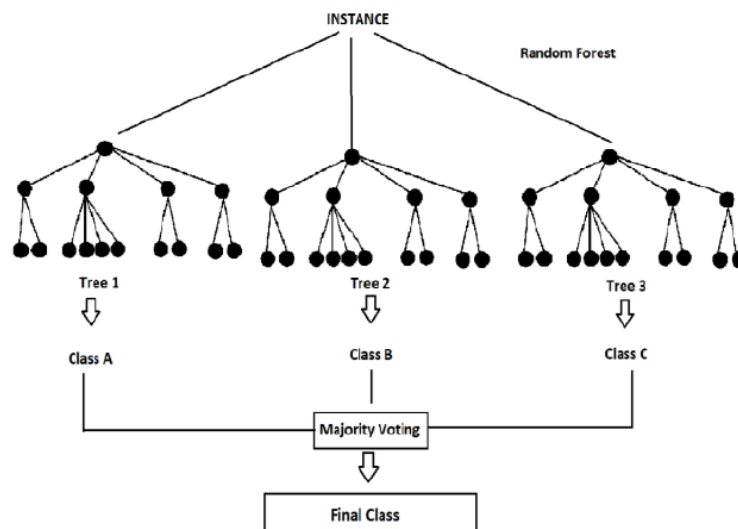 INSTANCE
Random Forest
Tree 1
Tree 2
Tree 3
Class A
Class B
Class C
Majority Voting
Final Class